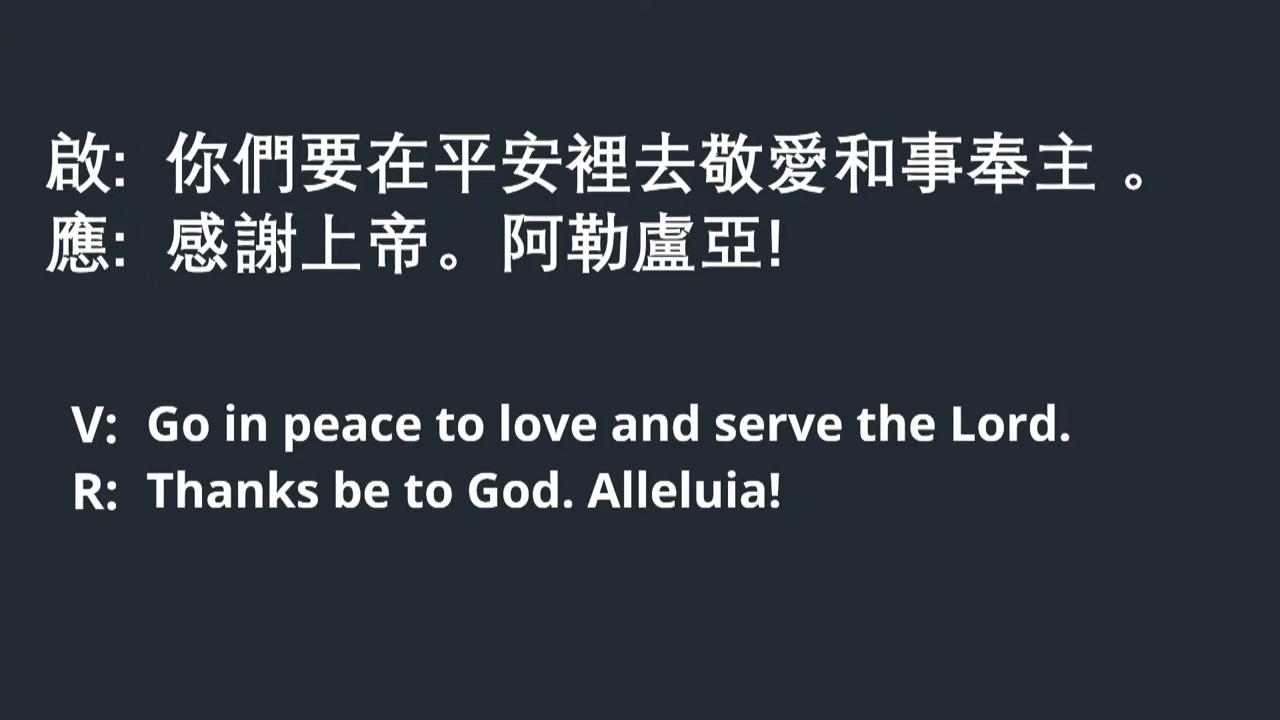 啟: 你們要在平安裡去敬愛和事奉主 。
應: 感謝上帝。阿勒盧亞!
V: Go in peace to love and serve the Lord.
R: Thanks be to God. Alleluia!